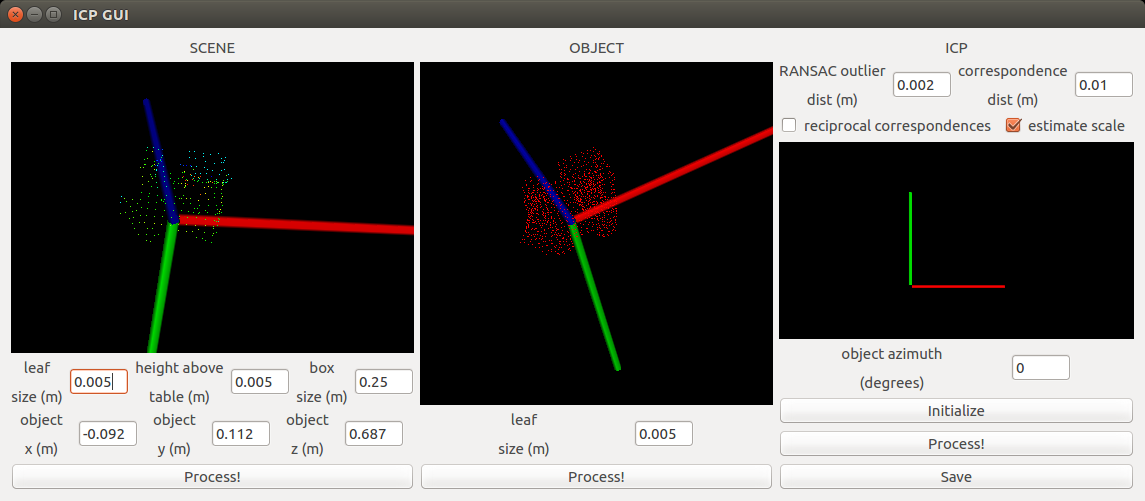 ICP GUI
SCENE
OBJECT
ICP
RANSAC outlier
dist (m)
0.002
correspondence
dist (m)
0.01
reciprocal correspondences
estimate scale
leaf
size (m)
0.005
height above
table (m)
0.005
box
size (m)
0.25
object
x (m)
-0.092
object
y (m)
0.112
object
z (m)
0.687
Process!
leaf
size (m)
0.005
Process!
object azimuth
(degrees)
0
Initialize
Process!
Save